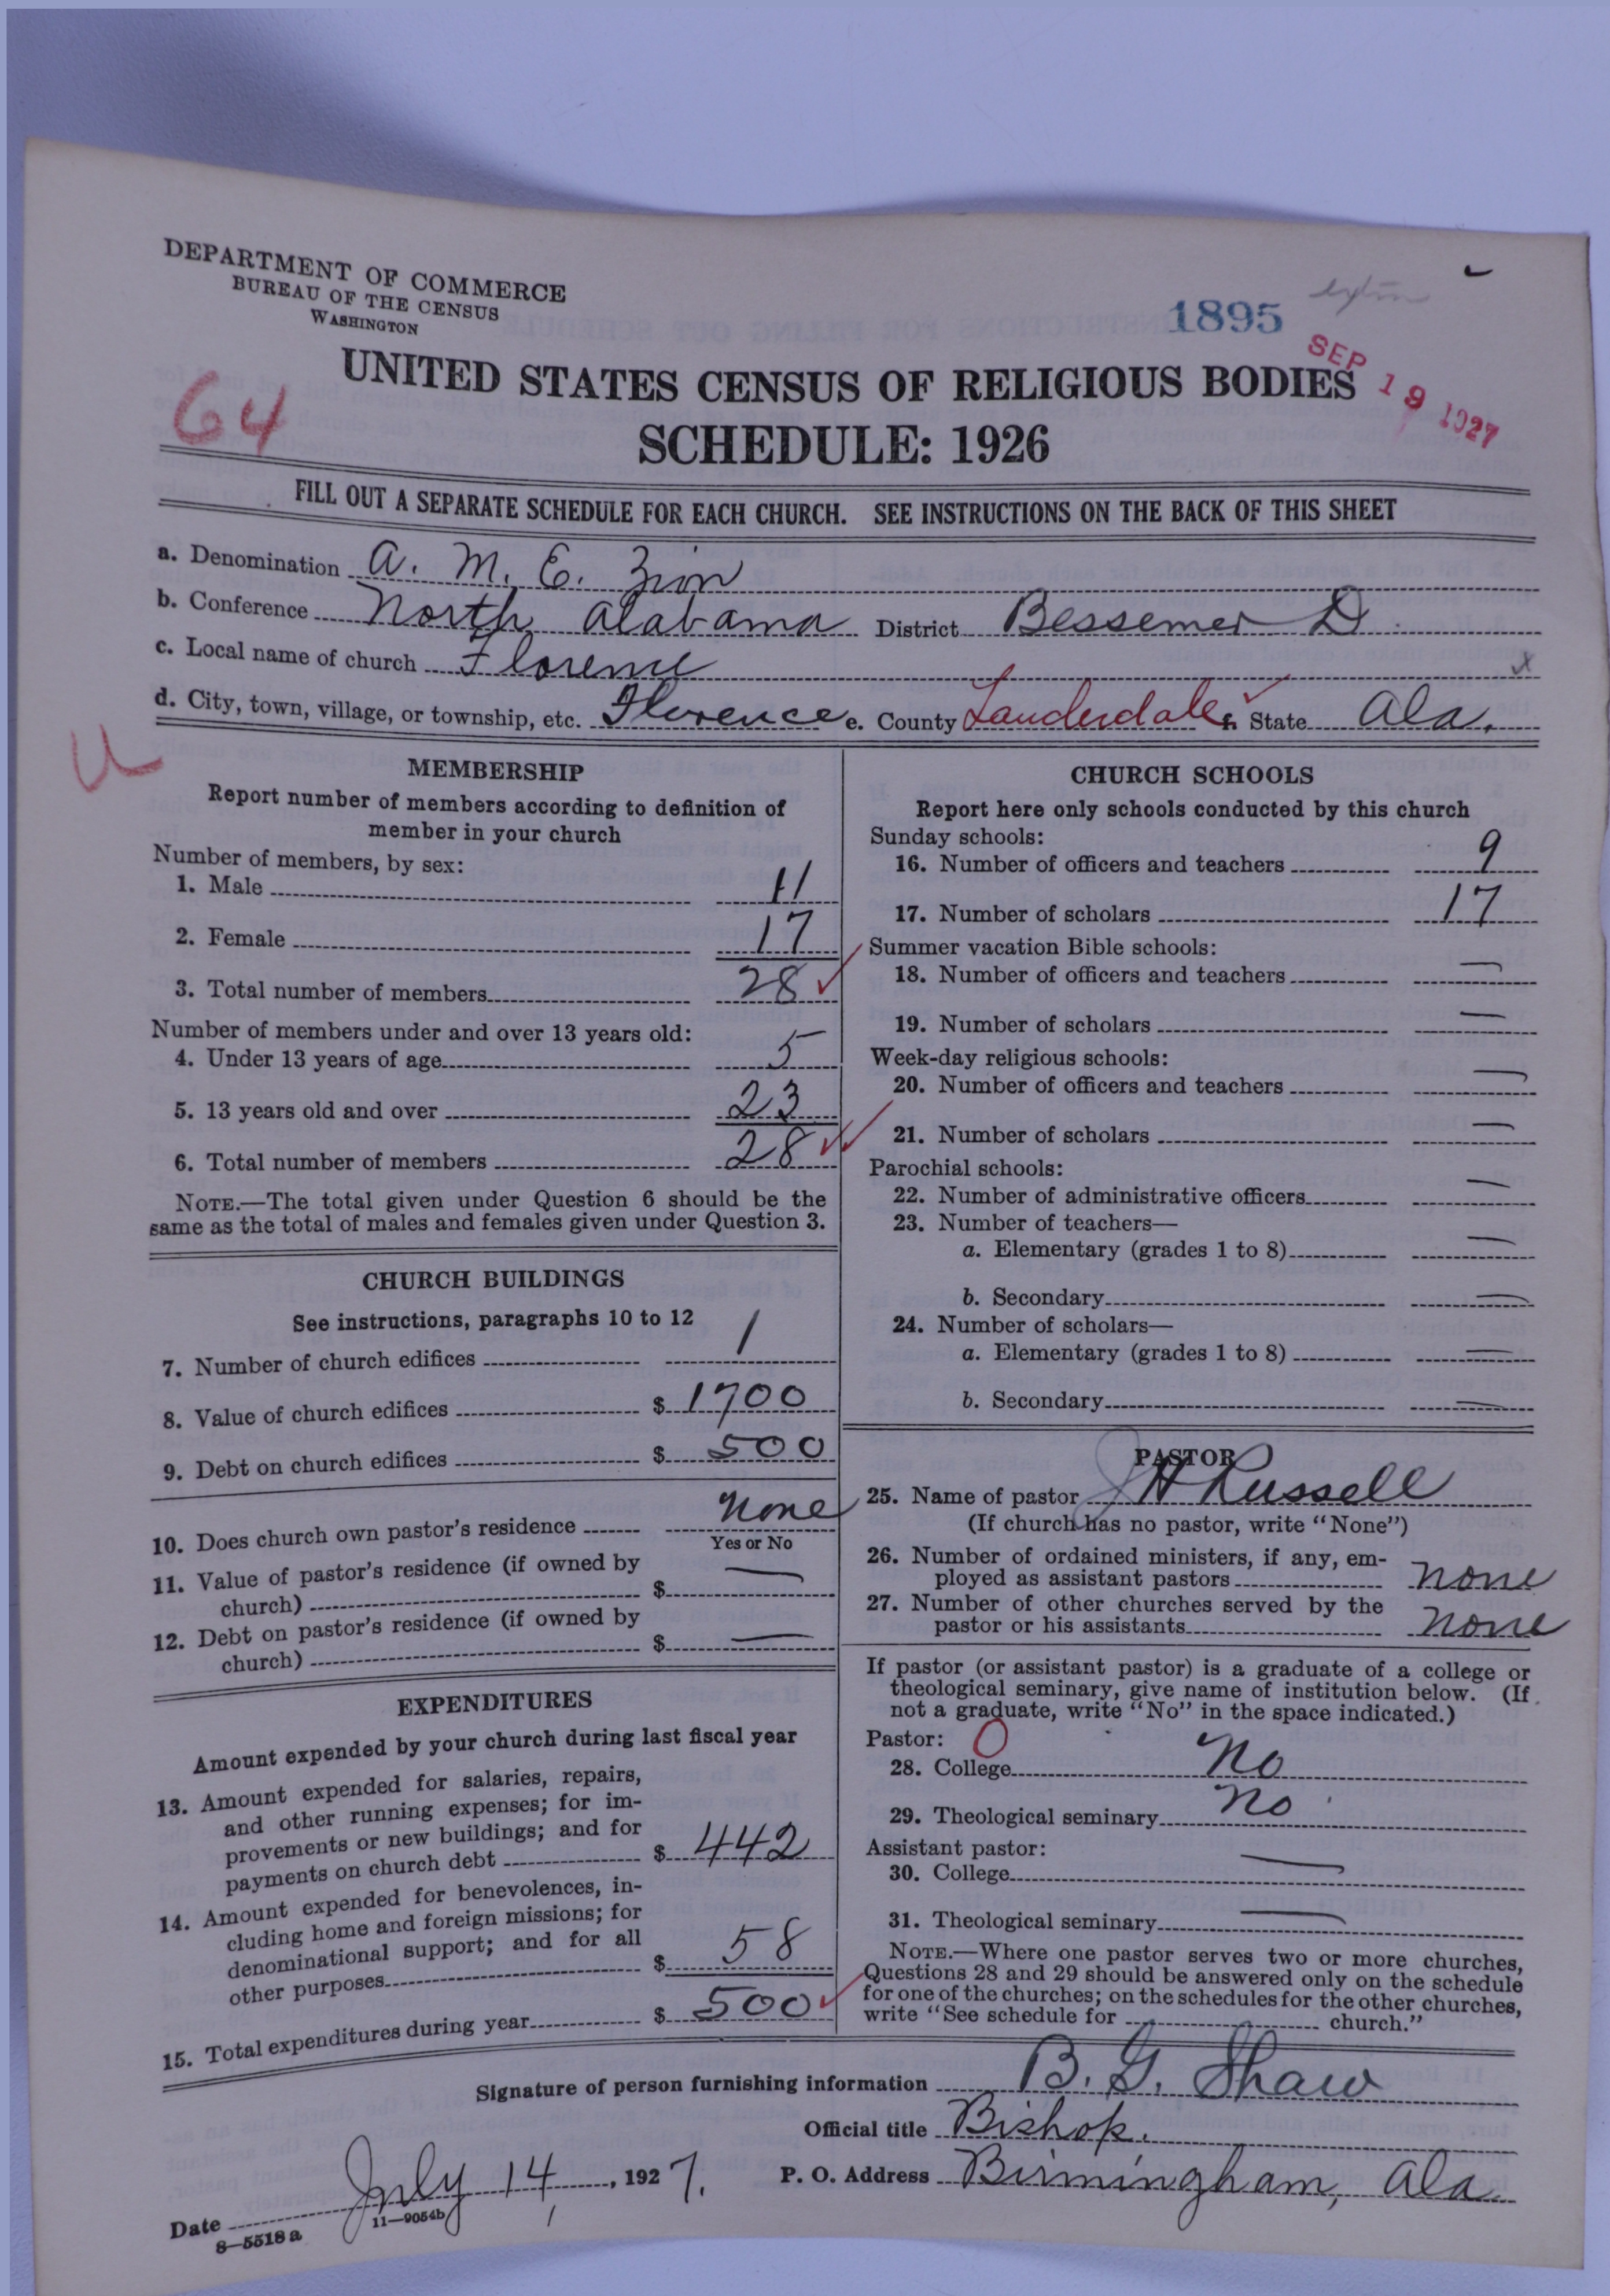 DEPARTMENT OF COMMERCE
BUREAU OF THE CENSUS
WASHINGTON
1895
SEP 19 1927
64
UNITED STATES CENSUS OF RELIGIOUS BODIES
SCHEDULE: 1926
FILL OUT A SEPARATE SCHEDULE FOR EACH CHURCH. SEE INSTRUCTIONS ON THE BACK OF THIS SHEET
a. Denomination A. M. E. Zion
b. Conference North Alabama District Bessemer D.
c. Local name of church Florence x
d. City, town, village, or township, etc. Florence e. County Lauderdale f. State Ala.
U
MEMBERSHIP
Report number of members according to definition of
member in your church
Number of members, by sex:
1. Male 11
2. Female 17
3. Total number of members 28
Number of members under and over 13 years old:
4. Under 13 years of age 5
5. 13 years old and over 23
6. Total number of members 28
NOTE.—The total given under Question 6 should be the
same as the total of males and females given under Question 3.
CHURCH BUILDINGS
See instructions, paragraphs 10 to 12
7. Number of church edifices 1
8. Value of church edifices $ 1700
9. Debt on church edifices $ 500
10. Does church own pastor's residence none
Yes or No
11. Value of pastor's residence (if owned by
church) $ —
12. Debt on pastor's residence (if owned by
church) $ —
EXPENDITURES
Amount expended by your church during last fiscal year
13. Amount expended for salaries, repairs,
and other running expenses; for im-
provements or new buildings; and for
payments on church debt $ 442
14. Amount expended for benevolences, in-
cluding home and foreign missions; for
denominational support; and for all
other purposes $ 58
15. Total expenditures during year $ 500
CHURCH SCHOOLS
Report here only schools conducted by this church
Sunday schools:
16. Number of officers and teachers 9
17. Number of scholars 17
Summer vacation Bible schools:
18. Number of officers and teachers —
19. Number of scholars —
Week-day religious schools:
20. Number of officers and teachers —
21. Number of scholars —
Parochial schools:
22. Number of administrative officers —
23. Number of teachers—
a. Elementary (grades 1 to 8) —
b. Secondary —
24. Number of scholars—
a. Elementary (grades 1 to 8) —
b. Secondary —
PASTOR
25. Name of pastor J H Russell
(If church has no pastor, write "None")
26. Number of ordained ministers, if any, em-
ployed as assistant pastors none
27. Number of other churches served by the
pastor or his assistants none
If pastor (or assistant pastor) is a graduate of a college or
theological seminary, give name of institution below. (If
not a graduate, write "No" in the space indicated.)
Pastor: O
28. College No
29. Theological seminary No
Assistant pastor:
30. College —
31. Theological seminary —
NOTE.—Where one pastor serves two or more churches,
Questions 28 and 29 should be answered only on the schedule
for one of the churches; on the schedules for the other churches,
write "See schedule for church."
Signature of person furnishing information B. G. Shaw
Official title Bishop.
Date July 14, 1927. P. O. Address Birmingham, Ala.
8—5518a 11—9054b